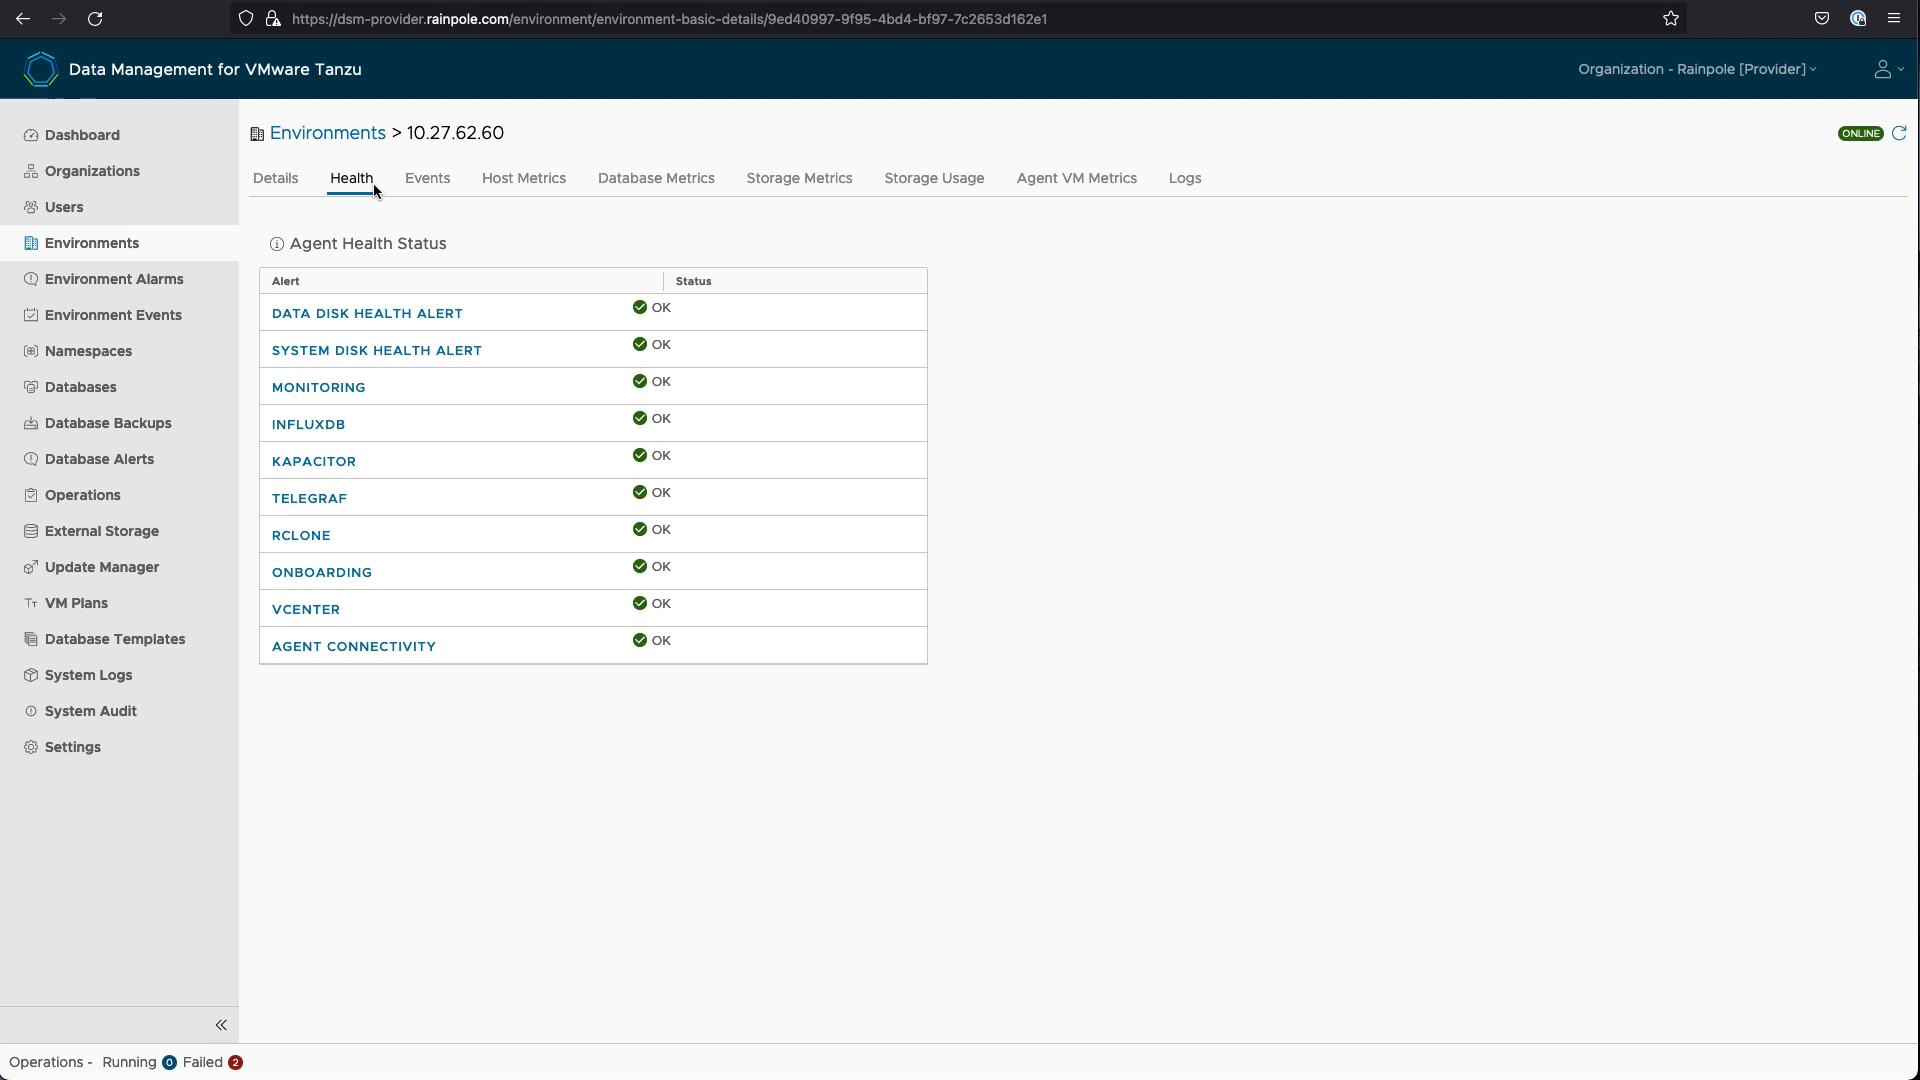 https://dsm-provider.rainpole.com/environment/environment-basic-details/9ed40997-9f95-4bd4-bf97-7c2653d162e1
Data Management for VMware Tanzu
Organization - Rainpole [Provider]
Dashboard
Organizations
Users
Environments
Environment Alarms
Environment Events
Namespaces
Databases
Database Backups
Database Alerts
Operations
External Storage
Update Manager
VM Plans
Database Templates
System Logs
System Audit
Settings
Environments > 10.27.62.60
ONLINE
Details Health Events Host Metrics Database Metrics Storage Metrics Storage Usage Agent VM Metrics Logs
Agent Health Status
Alert Status
DATA DISK HEALTH ALERT OK
SYSTEM DISK HEALTH ALERT OK
MONITORING OK
INFLUXDB OK
KAPACITOR OK
TELEGRAF OK
RCLONE OK
ONBOARDING OK
VCENTER OK
AGENT CONNECTIVITY OK
Operations - Running 0 Failed 2